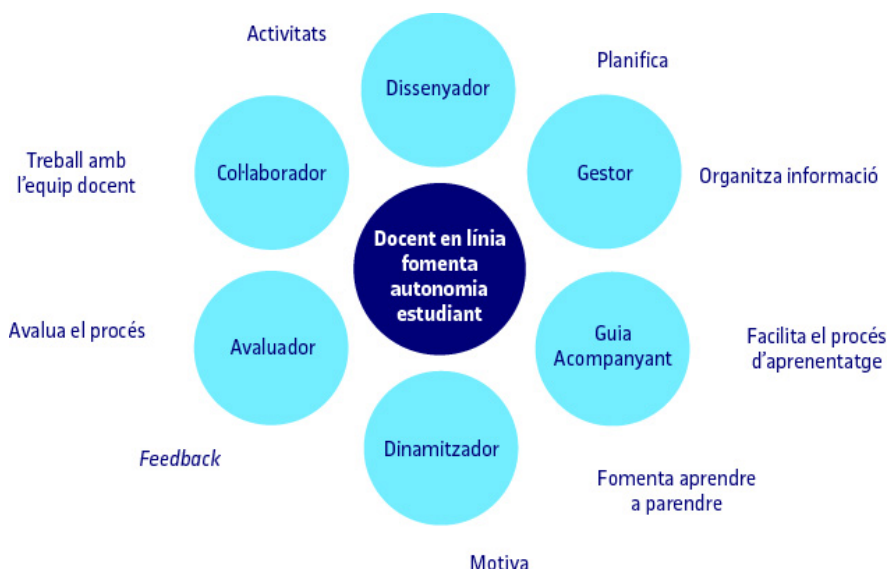 Activitats
Dissenyador
Planifica
Col·laborador
Treball amb
l'equip docent
Gestor
Organitza informació
Docent en línia
fomenta
autonomia
estudiant
Avalua el procés
Avaluador
Guia
Acompanyant
Facilita el procés
d'aprenentatge
Feedback
Dinamitzador
Fomenta aprendre
a parendre
Motiva